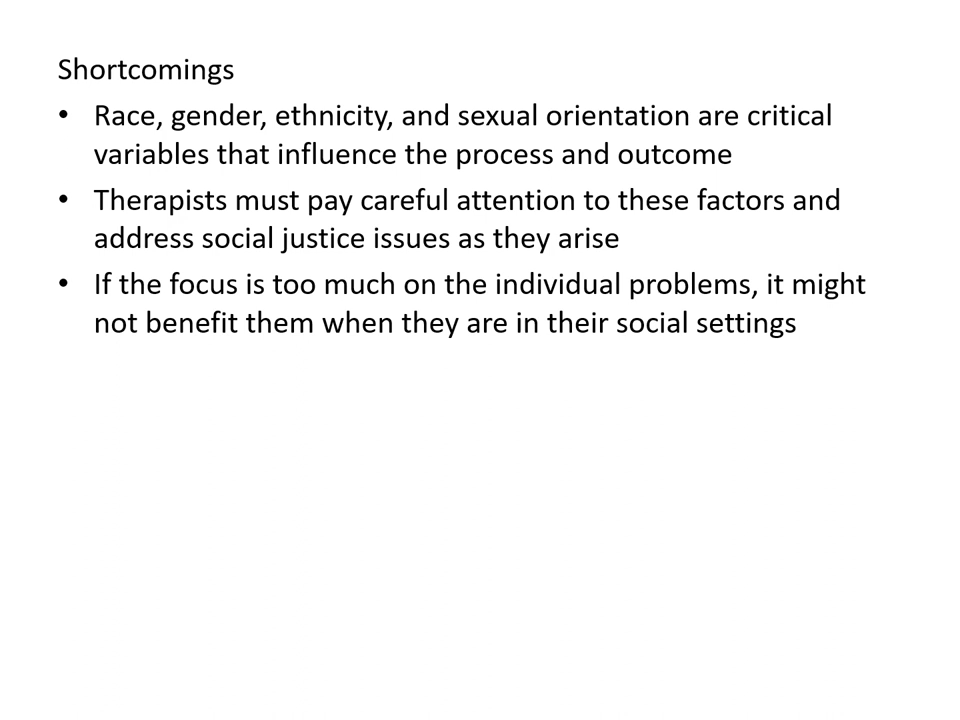 Shortcomings
• Race, gender, ethnicity, and sexual orientation are critical
variables that influence the process and outcome
• Therapists must pay careful attention to these factors and
address social justice issues as they arise
• If the focus is too much on the individual problems, it might
not benefit them when they are in their social settings